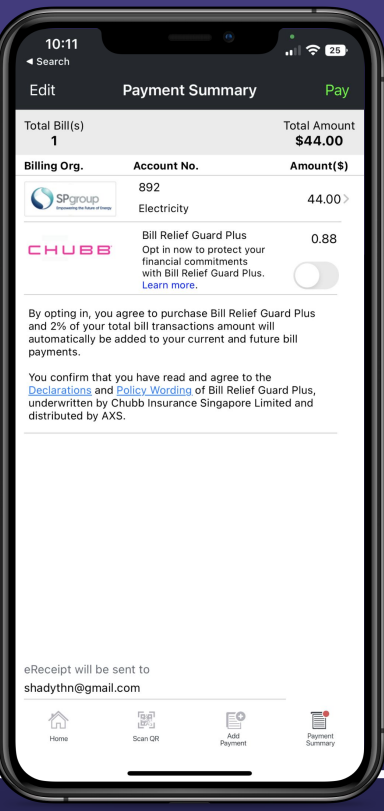 10:11
25
◀ Search
Edit Payment Summary Pay
Total Bill(s) Total Amount
1 $44.00
Billing Org. Account No. Amount($)
SPgroup
Empowering the Future of Energy
892
Electricity
44.00 >
CHUBB
Bill Relief Guard Plus
Opt in now to protect your
financial commitments
with Bill Relief Guard Plus.
Learn more.
0.88
By opting in, you agree to purchase Bill Relief Guard Plus
and 2% of your total bill transactions amount will
automatically be added to your current and future bill
payments.
You confirm that you have read and agree to the
Declarations and Policy Wording of Bill Relief Guard Plus,
underwritten by Chubb Insurance Singapore Limited and
distributed by AXS.
eReceipt will be sent to
shadythn@gmail.com
Home
Scan QR
Add
Payment
Payment
Summary